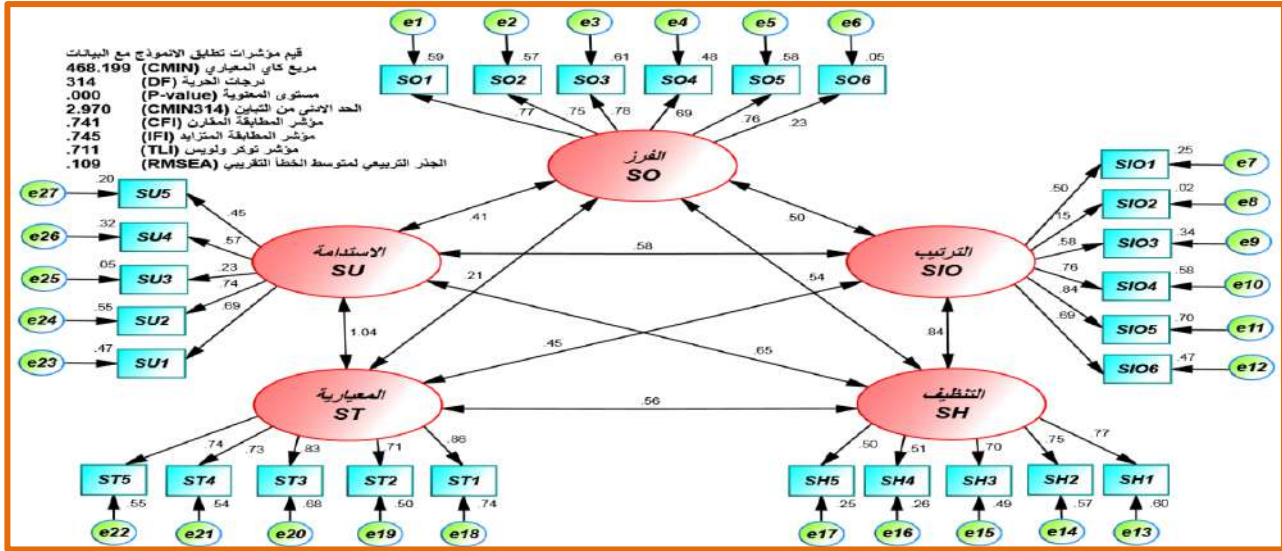 e1 e2 e3 e4 e5 e6
.59 .57 .61 .48 .58 .05
SO1 SO2 SO3 SO4 SO5 SO6
.77 .75 .78 .69 .76 .23
قيم مؤشرات تطابق الانموذج مع البيانات
مربع كاي المعياري (CMIN) 468.199
درجات الحرية (DF) 314
مستوى المعنوية (P-value) .000
الحد الادنى من التباين (CMIN314) 2.970
مؤشر المطابقة المقارن (CFI) .741
مؤشر المطابقة المتزايد (IFI) .745
مؤشر توكر ولويس (TLI) .711
الجذر التربيعي لمتوسط الخطأ التقريبي (RMSEA) .109
الفرز
SO
e27 .20 SU5 .45
e26 .32 SU4 .57
e25 .05 SU3 .23
e24 .55 SU2 .74
e23 .47 SU1 .69
الاستدامة
SU
.41 .50
.58
.21 .54
الترتيب
SIO
.50 SIO1 .25 e7
.15 SIO2 .02 e8
.58 SIO3 .34 e9
.76 SIO4 .58 e10
.84 SIO5 .70 e11
.69 SIO6 .47 e12
1.04 .45 .65 .84
المعيارية
ST
.56
التنظيف
SH
.74 .73 .83 .71 .86
ST5 ST4 ST3 ST2 ST1
.55 .54 .68 .50 .74
e22 e21 e20 e19 e18
.50 .51 .70 .75 .77
SH5 SH4 SH3 SH2 SH1
.25 .26 .49 .57 .60
e17 e16 e15 e14 e13